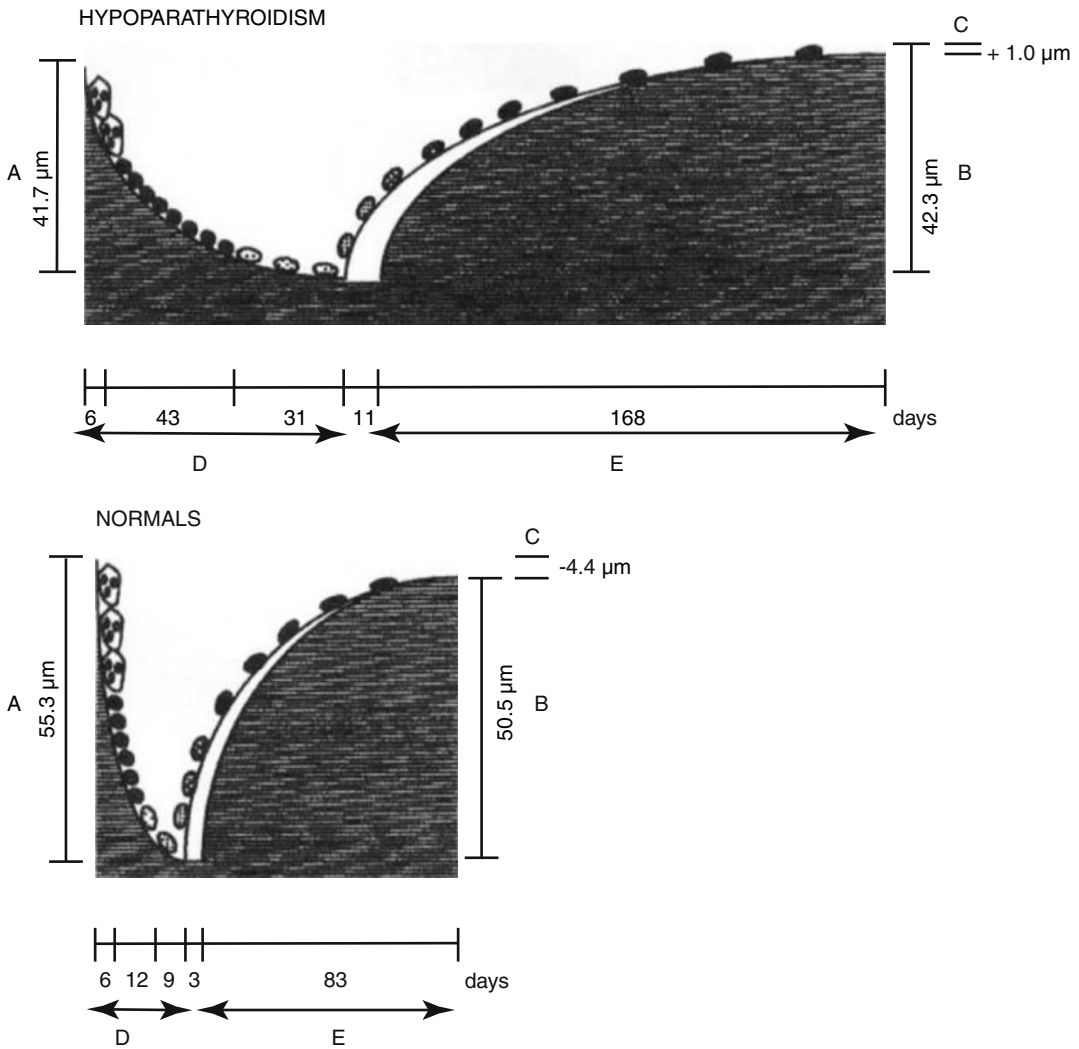 HYPOPARATHYROIDISM
C
+ 1.0 µm
A
41.7 µm
42.3 µm
B
6 43 31 11 168 days
D E
NORMALS
C
-4.4 µm
A
55.3 µm
50.5 µm
B
6 12 9 3 83 days
D E